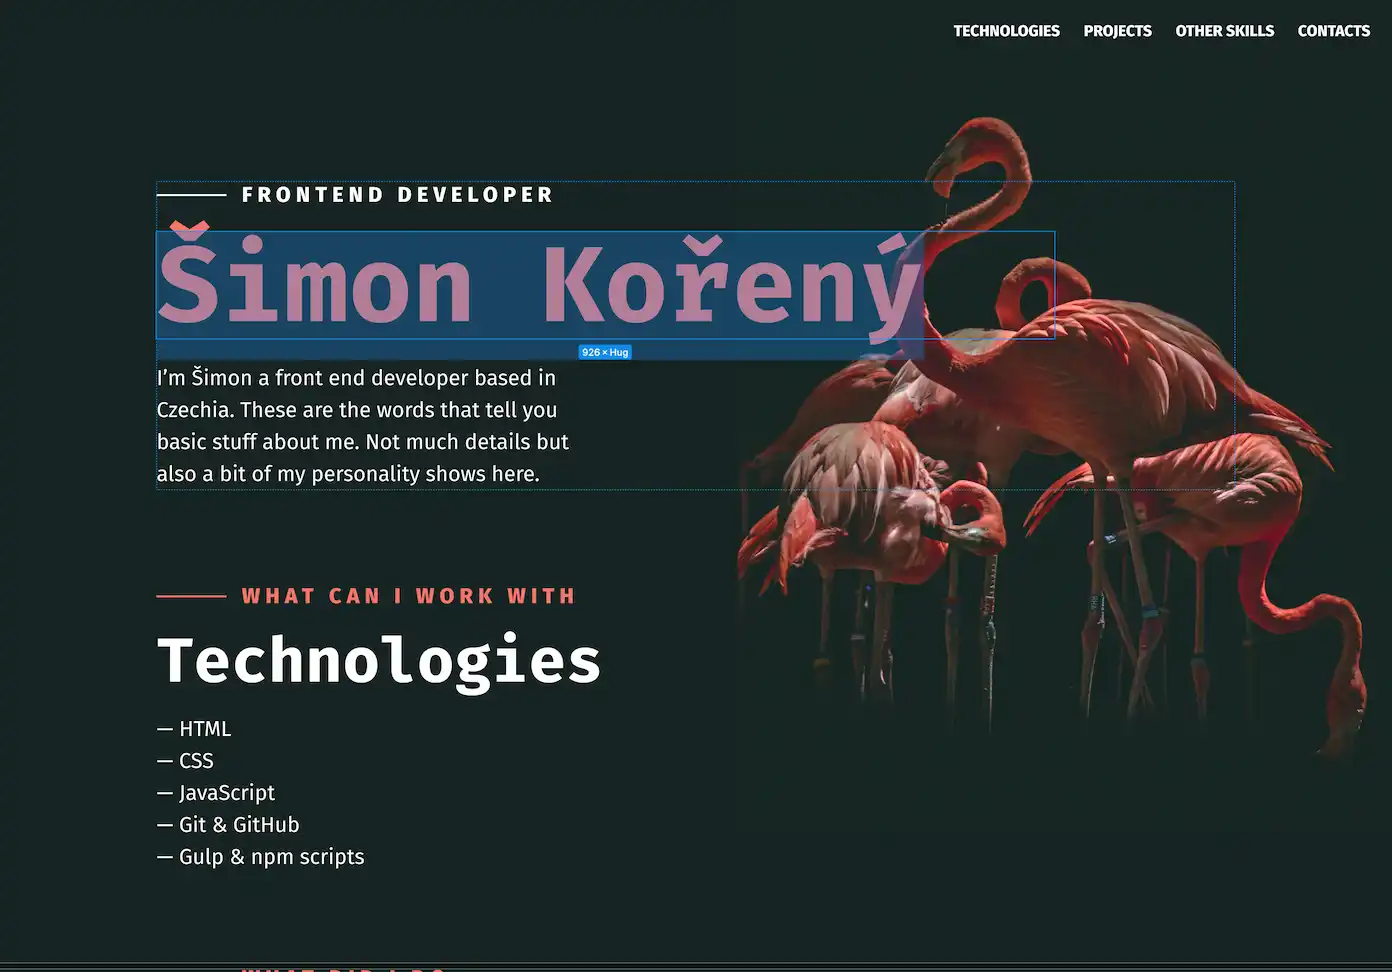 TECHNOLOGIES PROJECTS OTHER SKILLS CONTACTS
FRONTEND DEVELOPER
Šimon Kořený
926 × Hug
I’m Šimon a front end developer based in
Czechia. These are the words that tell you
basic stuff about me. Not much details but
also a bit of my personality shows here.
WHAT CAN I WORK WITH
Technologies
— HTML
— CSS
— JavaScript
— Git & GitHub
— Gulp & npm scripts